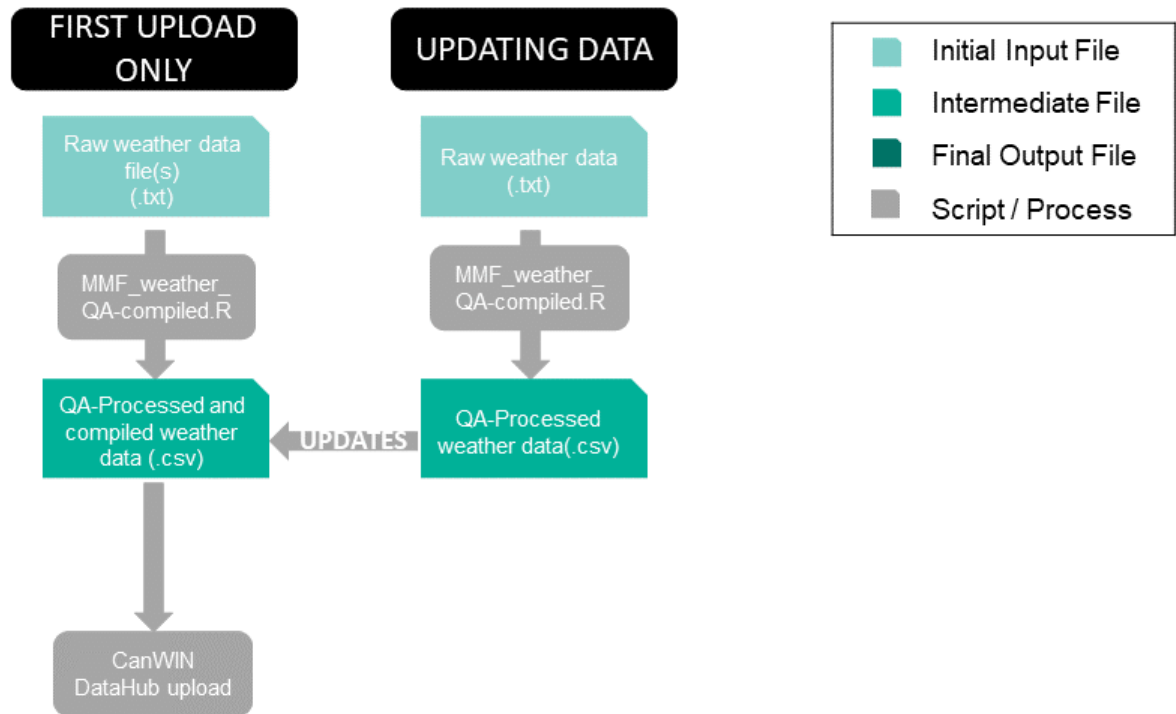 FIRST UPLOAD
ONLY
UPDATING DATA
Raw weather data
file(s)
(.txt)
Raw weather data
(.txt)
MMF_weather_
QA-compiled.R
MMF_weather_
QA-compiled.R
QA-Processed and
compiled weather
data (.csv)
UPDATES
QA-Processed
weather data(.csv)
CanWIN
DataHub upload
Initial Input File
Intermediate File
Final Output File
Script / Process